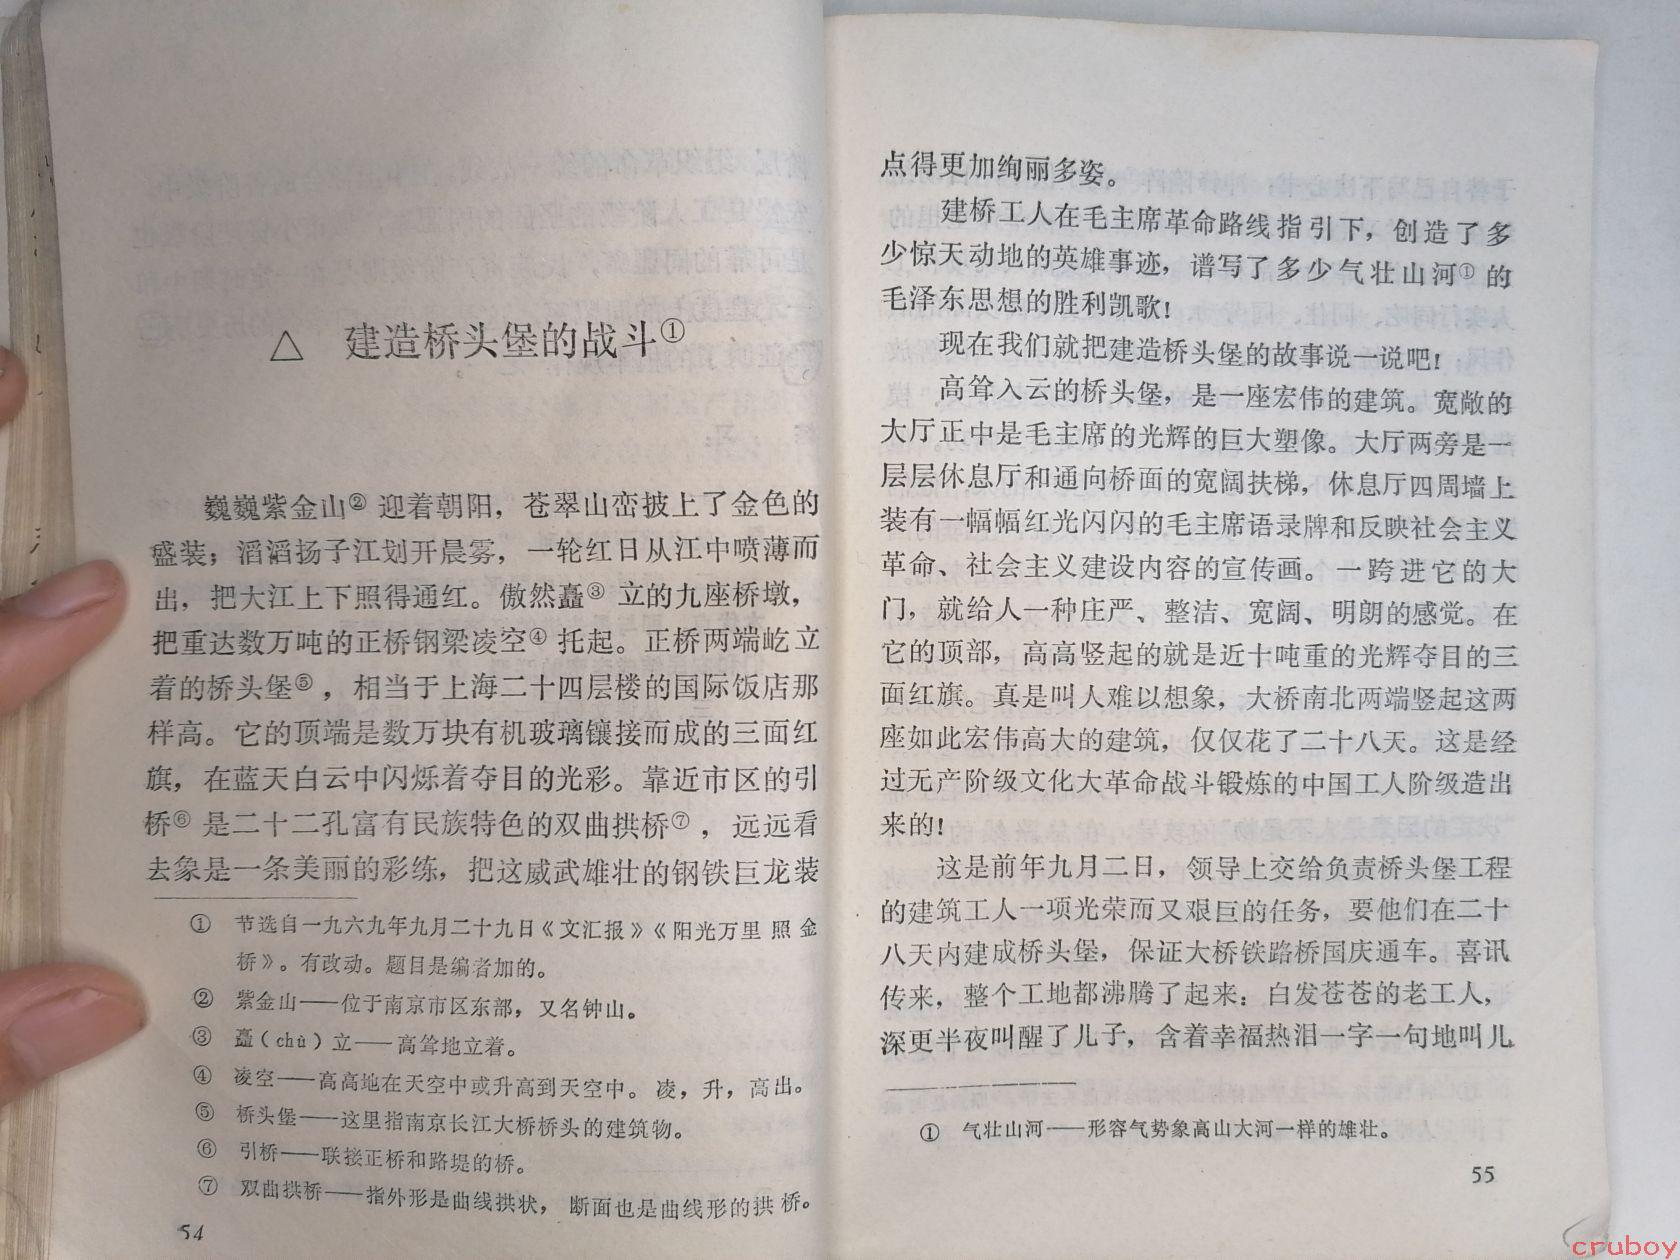 △ 建造桥头堡的战斗①
巍巍紫金山②迎着朝阳，苍翠山峦披上了金色的
盛装；滔滔扬子江划开晨雾，一轮红日从江中喷薄而
出，把大江上下照得通红。傲然矗③立的九座桥墩，
把重达数万吨的正桥钢梁凌空④托起。正桥两端屹立
着的桥头堡⑤，相当于上海二十四层楼的国际饭店那
样高。它的顶端是数万块有机玻璃镶接而成的三面红
旗，在蓝天白云中闪烁着夺目的光彩。靠近市区的引
桥⑥是二十二孔富有民族特色的双曲拱桥⑦，远远看
去象是一条美丽的彩练，把这威武雄壮的钢铁巨龙装
① 节选自一九六九年九月二十九日《文汇报》《阳光万里照金
桥》。有改动。题目是编者加的。
② 紫金山——位于南京市区东部，又名钟山。
③ 矗（chù）立——高耸地立着。
④ 凌空——高高地在天空中或升高到天空中。凌，升，高出。
⑤ 桥头堡——这里指南京长江大桥桥头的建筑物。
⑥ 引桥——联接正桥和路堤的桥。
⑦ 双曲拱桥——指外形是曲线拱状，断面也是曲线形的拱桥。
54
点得更加绚丽多姿。
建桥工人在毛主席革命路线指引下，创造了多
少惊天动地的英雄事迹，谱写了多少气壮山河①的
毛泽东思想的胜利凯歌！
现在我们就把建造桥头堡的故事说一说吧！
高耸入云的桥头堡，是一座宏伟的建筑。宽敞的
大厅正中是毛主席的光辉的巨大塑像。大厅两旁是一
层层休息厅和通向桥面的宽阔扶梯，休息厅四周墙上
装有一幅幅红光闪闪的毛主席语录牌和反映社会主义
革命、社会主义建设内容的宣传画。一跨进它的大
门，就给人一种庄严、整洁、宽阔、明朗的感觉。在
它的顶部，高高竖起的就是近十吨重的光辉夺目的三
面红旗。真是叫人难以想象，大桥南北两端竖起这两
座如此宏伟高大的建筑，仅仅花了二十八天。这是经
过无产阶级文化大革命战斗锻炼的中国工人阶级造出
来的！
这是前年九月二日，领导上交给负责桥头堡工程
的建筑工人一项光荣而又艰巨的任务，要他们在二十
八天内建成桥头堡，保证大桥铁路桥国庆通车。喜讯
传来，整个工地都沸腾了起来：白发苍苍的老工人，
深更半夜叫醒了儿子，含着幸福热泪一字一句地叫儿
① 气壮山河——形容气势象高山大河一样的雄壮。
55
cruboy